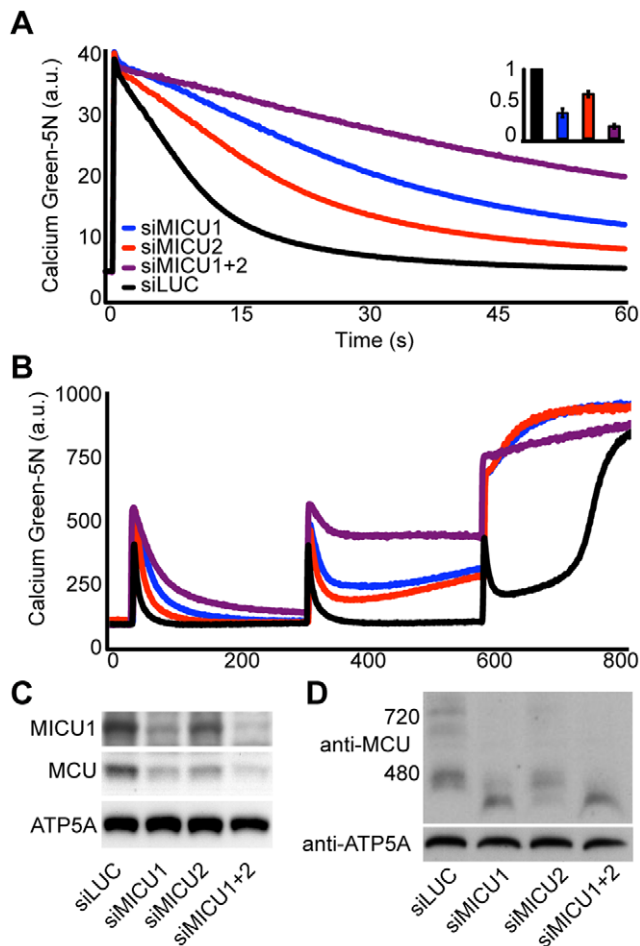 A
Calcium Green-5N (a.u.)
40
30
20
10
0
1
0.5
0
siMICU1
siMICU2
siMICU1+2
siLUC
0 15 30 45 60
Time (s)
B
Calcium Green-5N (a.u.)
1000
750
500
250
0
0 200 400 600 800
C
MICU1
MCU
ATP5A
siLUC
siMICU1
siMICU2
siMICU1+2
D
720
anti-MCU
480
anti-ATP5A
siLUC
siMICU1
siMICU2
siMICU1+2